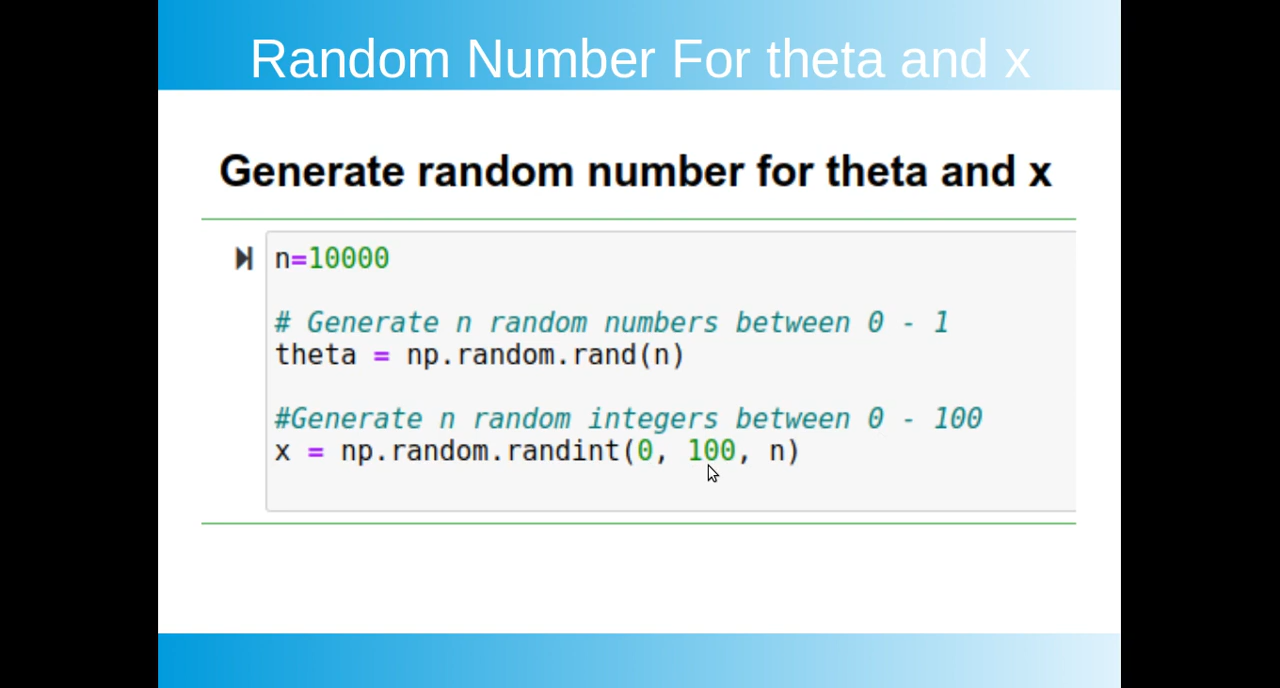 Random Number For theta and x
Generate random number for theta and x
n=10000
# Generate n random numbers between 0 - 1
theta = np.random.rand(n)
#Generate n random integers between 0 - 100
x = np.random.randint(0, 100, n)